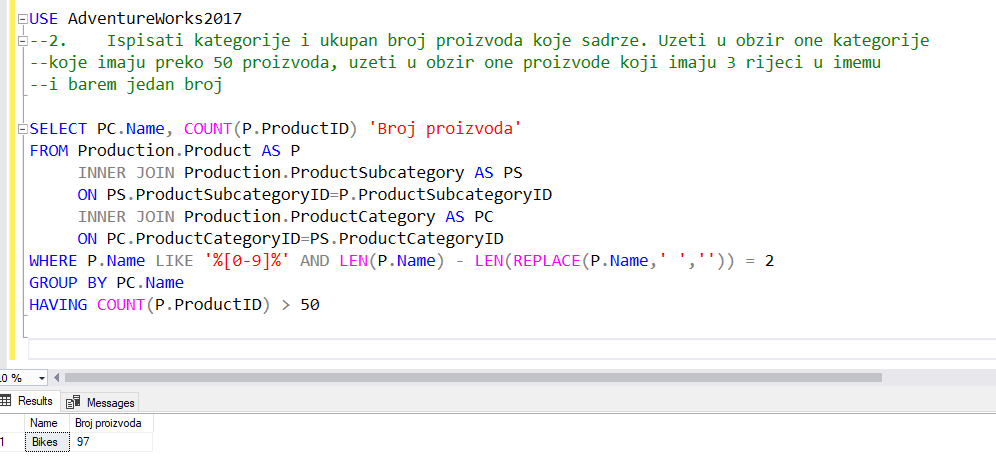 USE AdventureWorks2017
--2.    Ispisati kategorije i ukupan broj proizvoda koje sadrze. Uzeti u obzir one kategorije
--koje imaju preko 50 proizvoda, uzeti u obzir one proizvode koji imaju 3 rijeci u imemu
--i barem jedan broj
SELECT PC.Name, COUNT(P.ProductID) 'Broj proizvoda'
FROM Production.Product AS P
INNER JOIN Production.ProductSubcategory AS PS
ON PS.ProductSubcategoryID=P.ProductSubcategoryID
INNER JOIN Production.ProductCategory AS PC
ON PC.ProductCategoryID=PS.ProductCategoryID
WHERE P.Name LIKE '%[0-9]%' AND LEN(P.Name) - LEN(REPLACE(P.Name,' ','')) = 2
GROUP BY PC.Name
HAVING COUNT(P.ProductID) > 50
.0 %
Results Messages
Name Broj proizvoda
1 Bikes 97